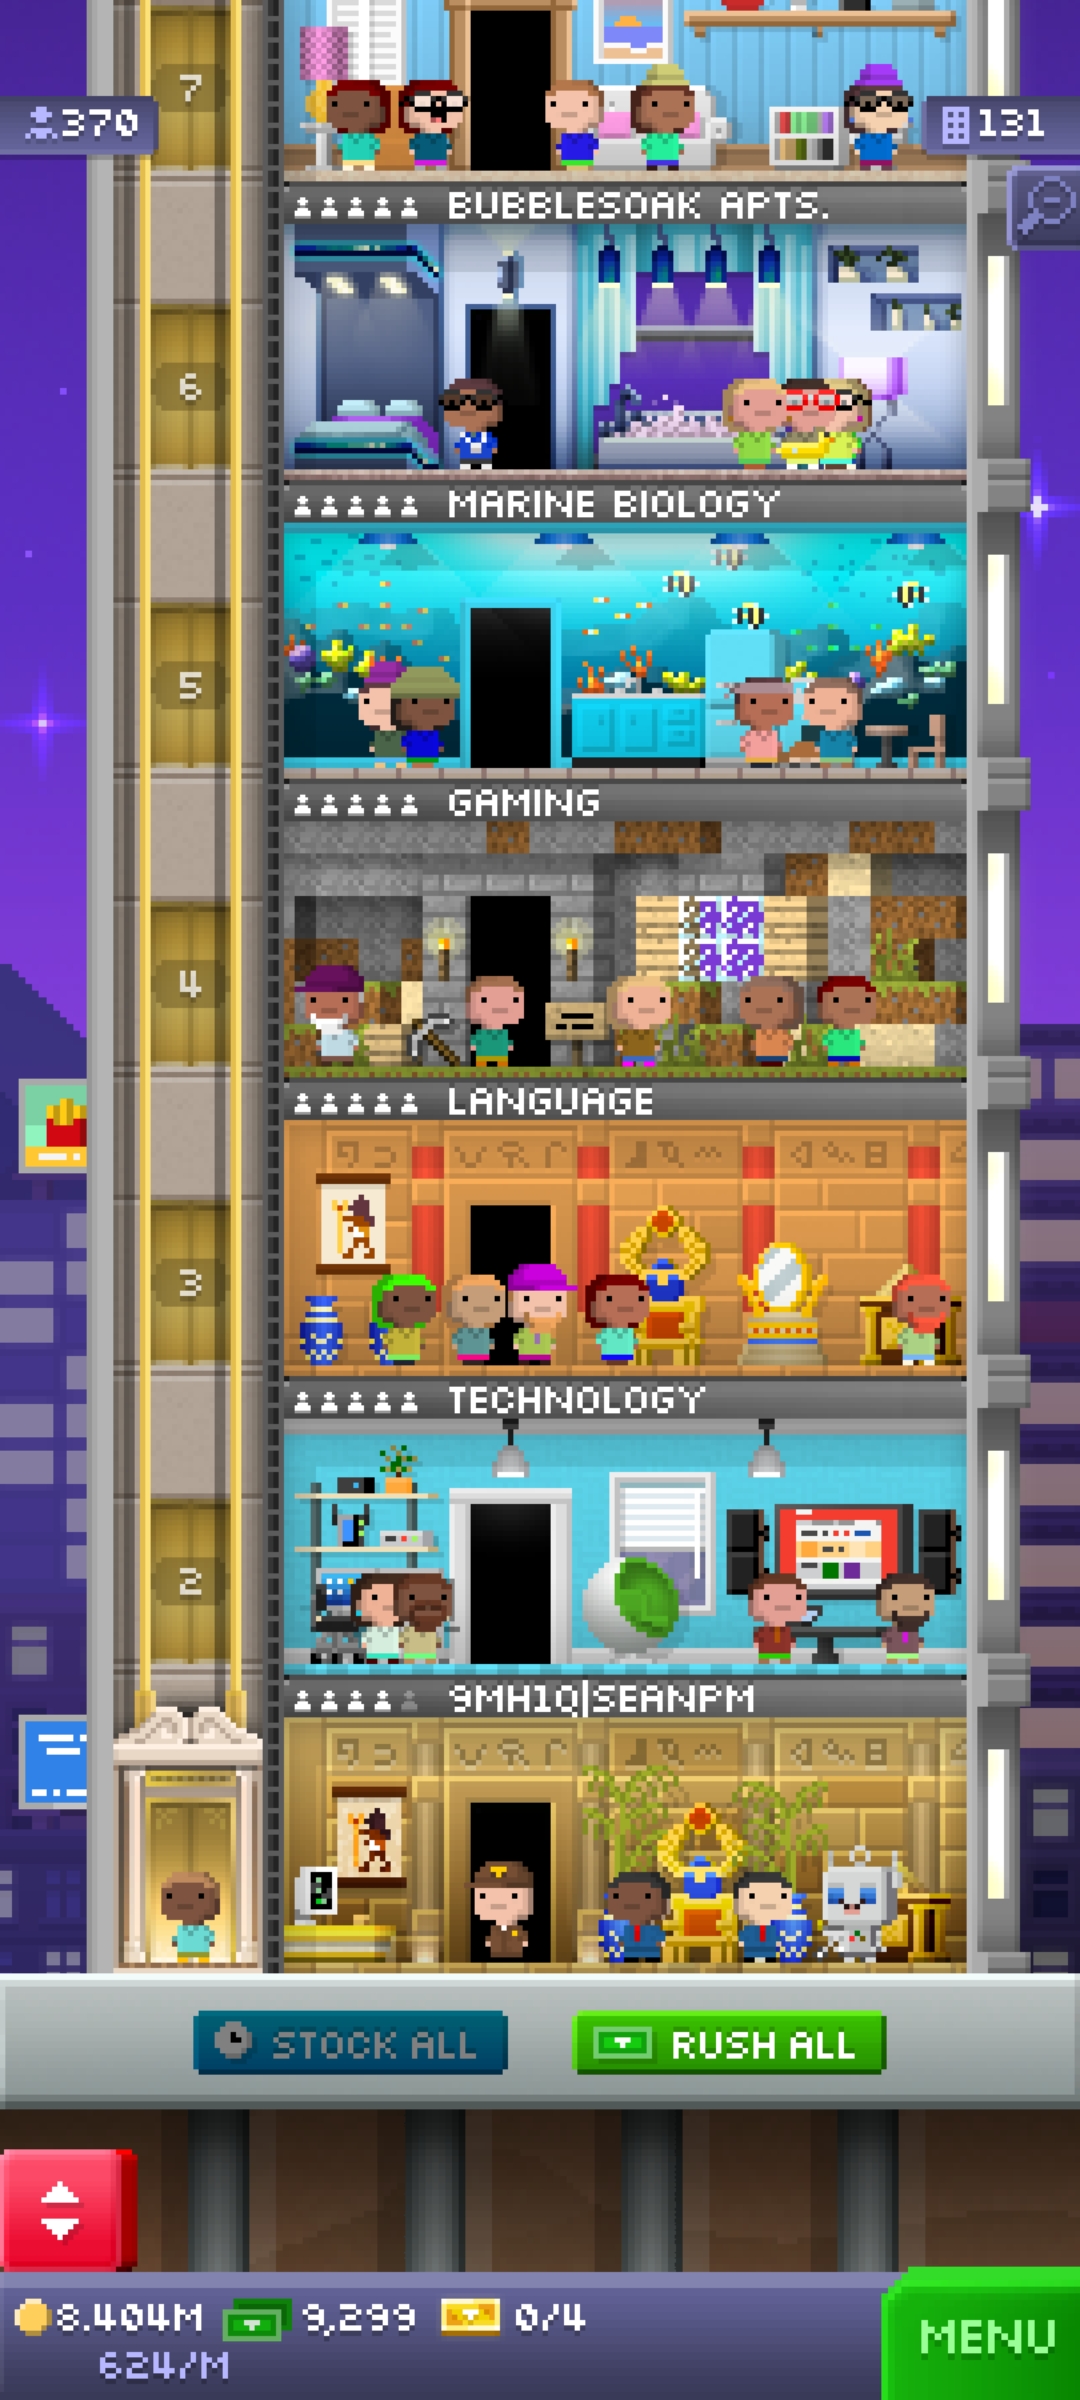 7
370
131
BUBBLESOAK APTS.
6
MARINE BIOLOGY
5
GAMING
4
LANGUAGE
3
TECHNOLOGY
2
9MH1Q|SEANPM
STOCK ALL
RUSH ALL
8.404M
9,299
0/4
624/M
MENU